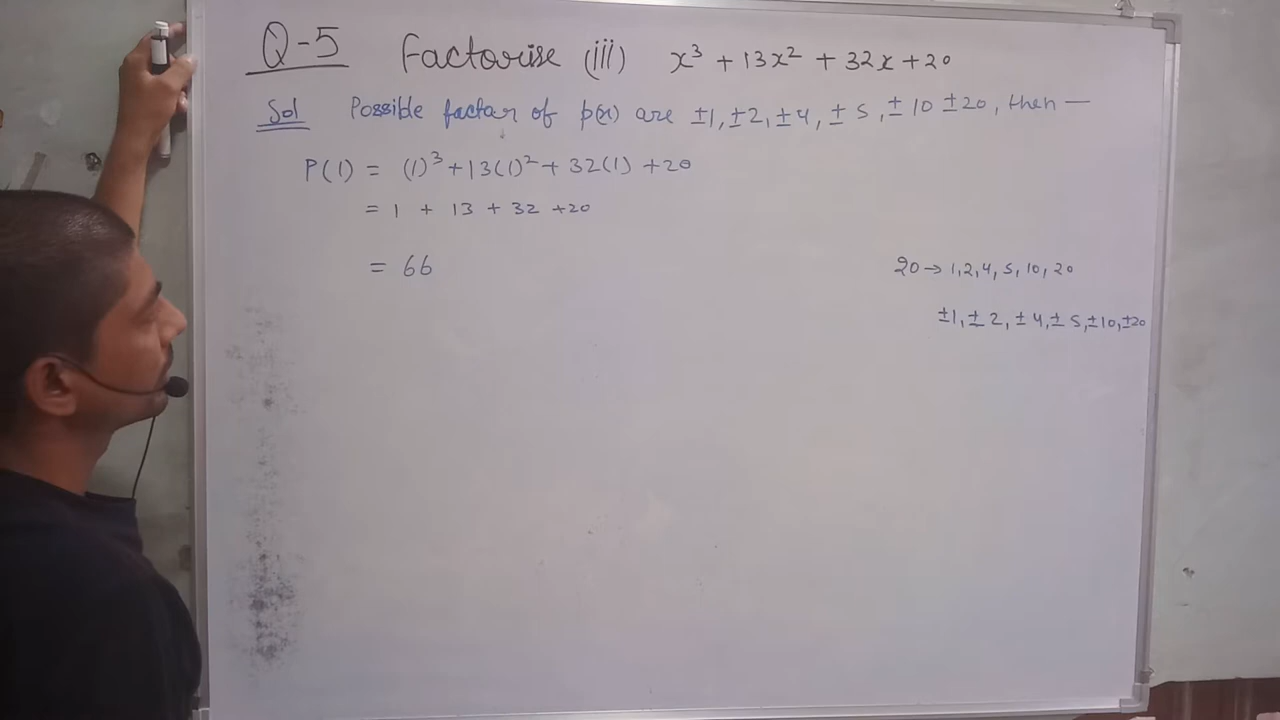 Q-5 Factorise (iii) x³ + 13x² + 32x + 20
Sol Possible factor of p(x) are ±1, ±2, ±4, ±5, ±10 ±20, then —
P(1) = (1)³ + 13(1)² + 32(1) + 20
= 1 + 13 + 32 + 20
= 66
20 → 1, 2, 4, 5, 10, 20
±1, ±2, ±4, ±5, ±10, ±20